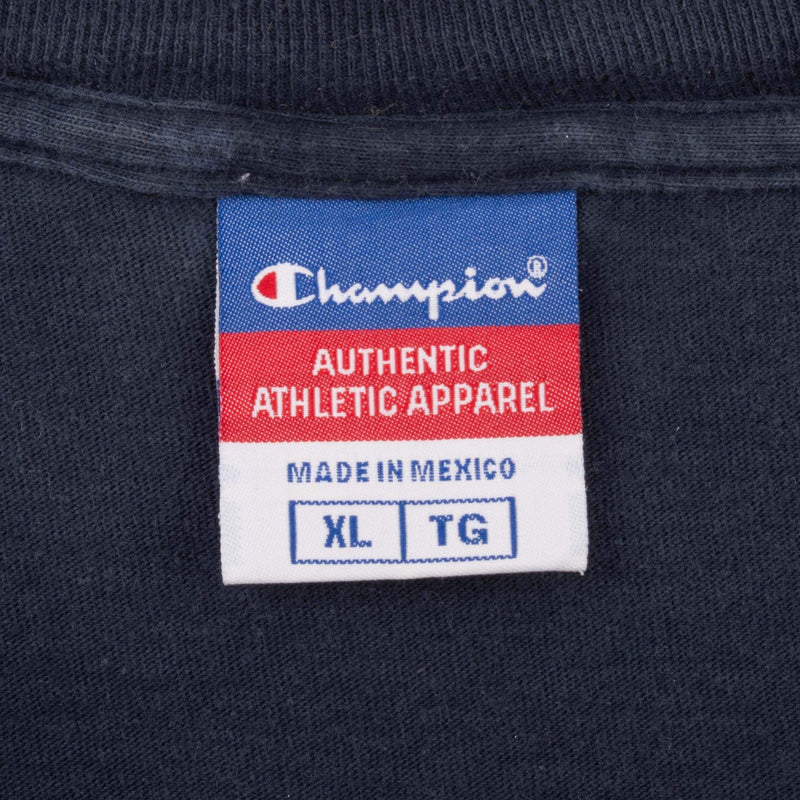 Champion®
AUTHENTIC
ATHLETIC APPAREL
MADE IN MEXICO
XL TG